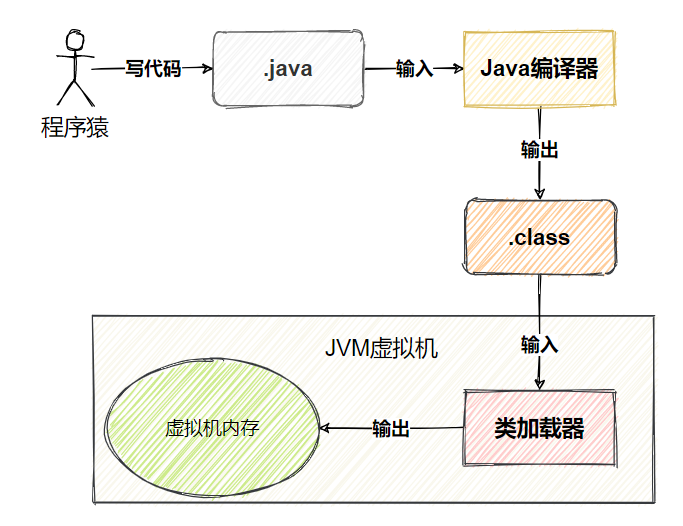 写代码
.java
输入
Java编译器
程序猿
输出
.class
输入
JVM虚拟机
虚拟机内存
输出
类加载器